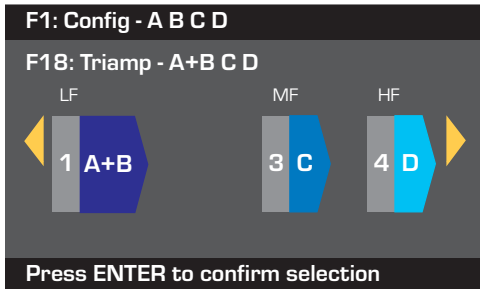 F1: Config - A B C D
F18: Triamp - A+B C D
LF MF HF
1 A+B 3 C 4 D
Press ENTER to confirm selection